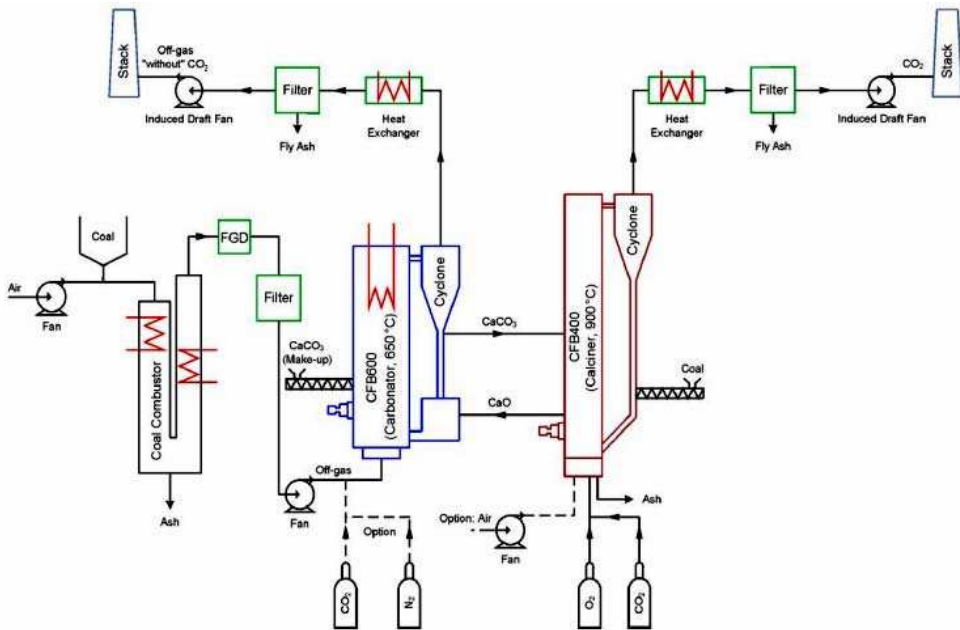 Stack
Off-gas
"without" CO₂
Induced Draft Fan
Filter
Fly Ash
Heat
Exchanger
Heat
Exchanger
Filter
Fly Ash
CO₂
Induced Draft Fan
Stack
Coal
Air
Fan
Coal Combustor
Ash
FGD
Filter
CaCO₃
(Make-up)
CFB600
(Carbonator, 650°C)
Cyclone
CaCO₃
CaO
CFB400
(Calciner, 900°C)
Cyclone
Coal
Off-gas
Fan
Option
CO₂
N₂
Option: Air
Fan
Ash
O₂
CO₂